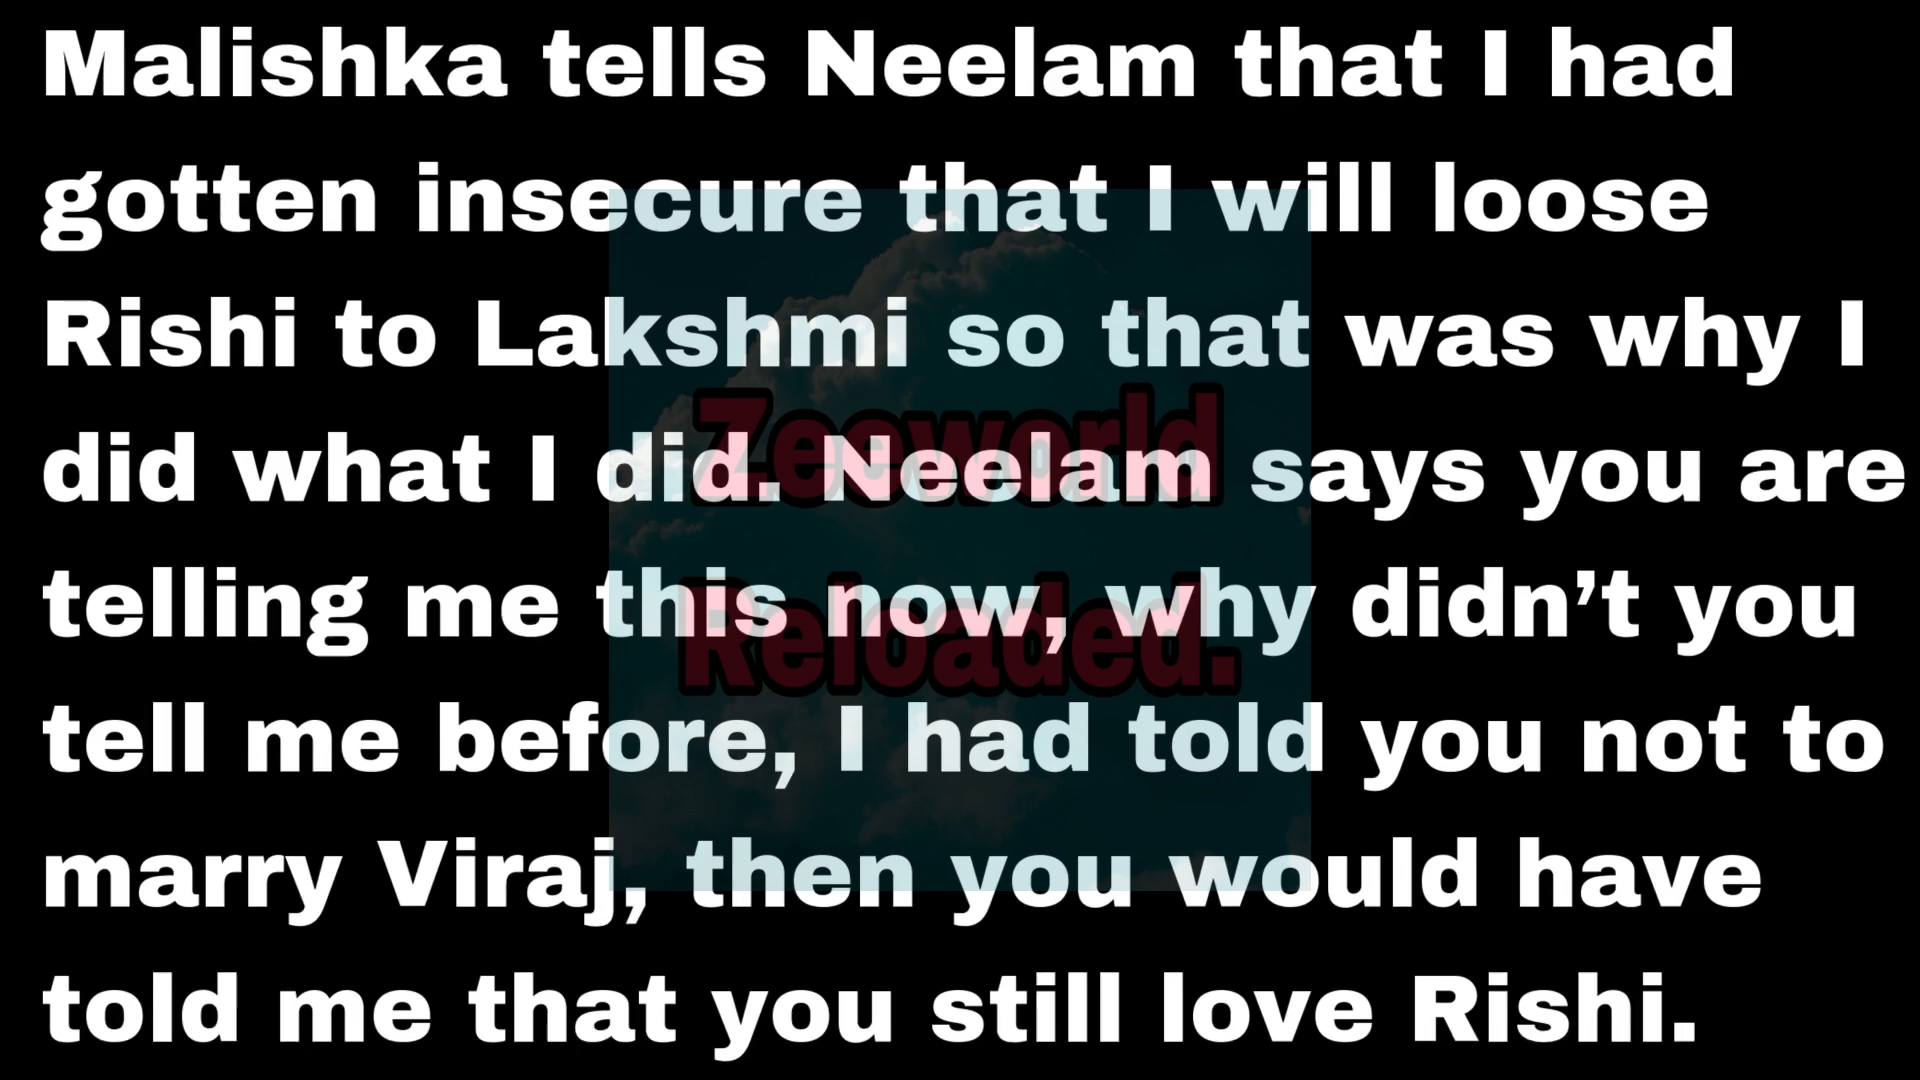 Malishka tells Neelam that I had
gotten insecure that I will loose
Rishi to Lakshmi so that was why I
did what I did. Neelam says you are
telling me this now, why didn’t you
tell me before, I had told you not to
marry Viraj, then you would have
told me that you still love Rishi.
Zeeworld
Reloaded.